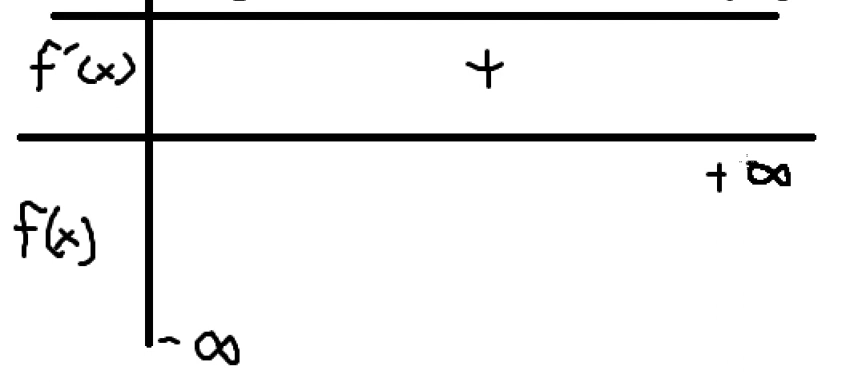 f'(x) +
+ ∞
f(x)
- ∞